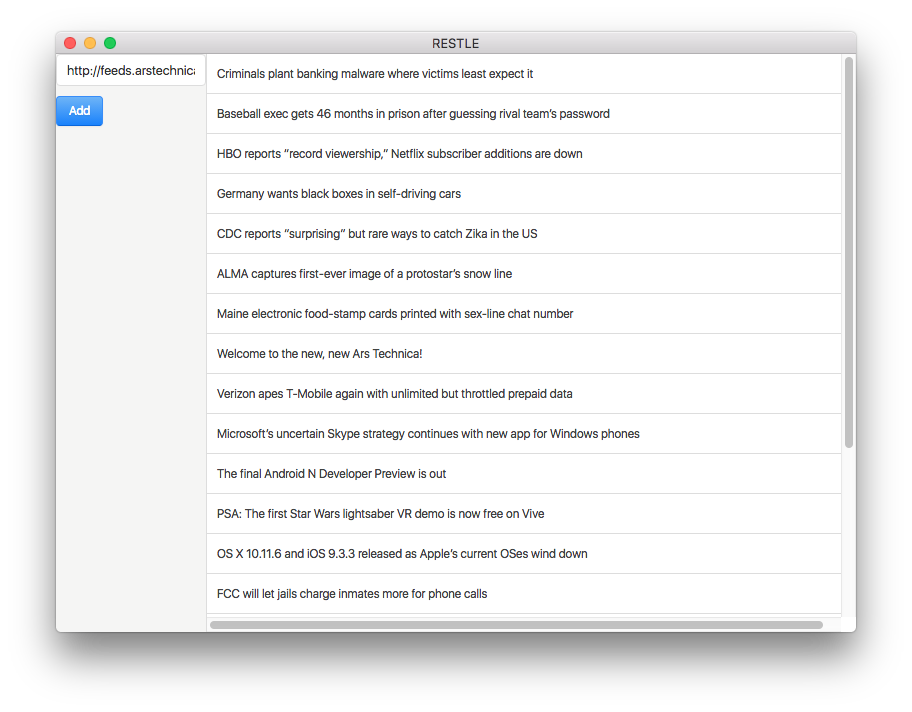 RESTLE
http://feeds.arstechnica
Add
Criminals plant banking malware where victims least expect it
Baseball exec gets 46 months in prison after guessing rival team’s password
HBO reports “record viewership,” Netflix subscriber additions are down
Germany wants black boxes in self-driving cars
CDC reports “surprising” but rare ways to catch Zika in the US
ALMA captures first-ever image of a protostar’s snow line
Maine electronic food-stamp cards printed with sex-line chat number
Welcome to the new, new Ars Technica!
Verizon apes T-Mobile again with unlimited but throttled prepaid data
Microsoft’s uncertain Skype strategy continues with new app for Windows phones
The final Android N Developer Preview is out
PSA: The first Star Wars lightsaber VR demo is now free on Vive
OS X 10.11.6 and iOS 9.3.3 released as Apple’s current OSes wind down
FCC will let jails charge inmates more for phone calls